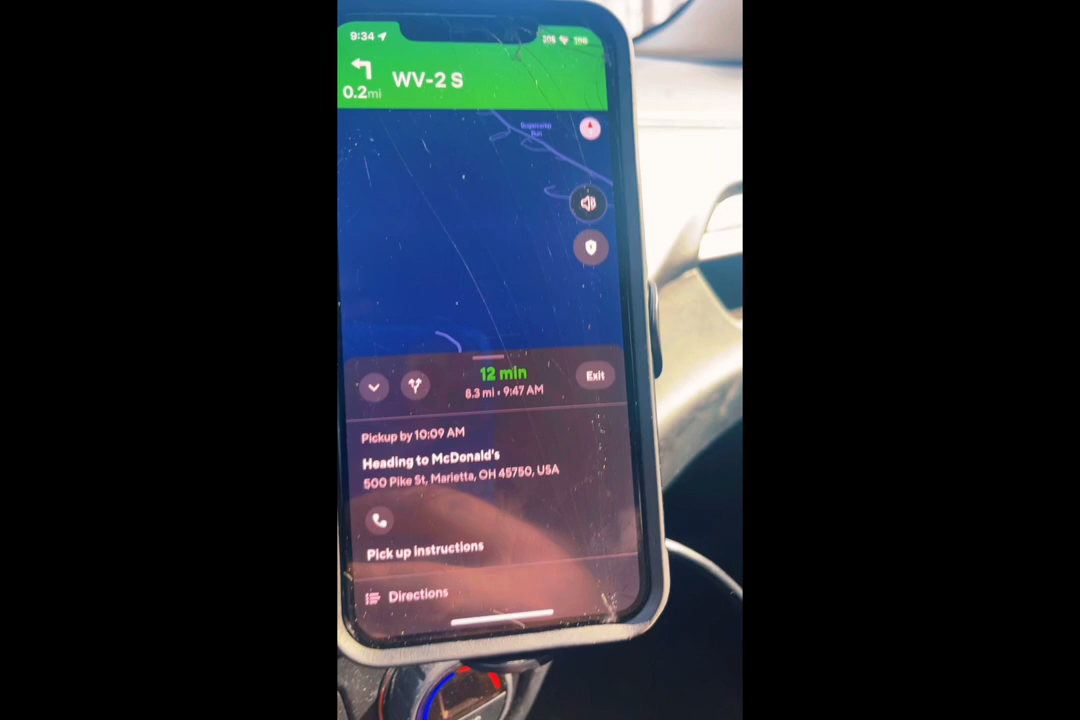 9:34
WV-2 S
0.2 mi
12 min
8.3 mi • 9:47 AM
Exit
Pickup by 10:09 AM
Heading to McDonald's
500 Pike St, Marietta, OH 45750, USA
Pick up instructions
Directions